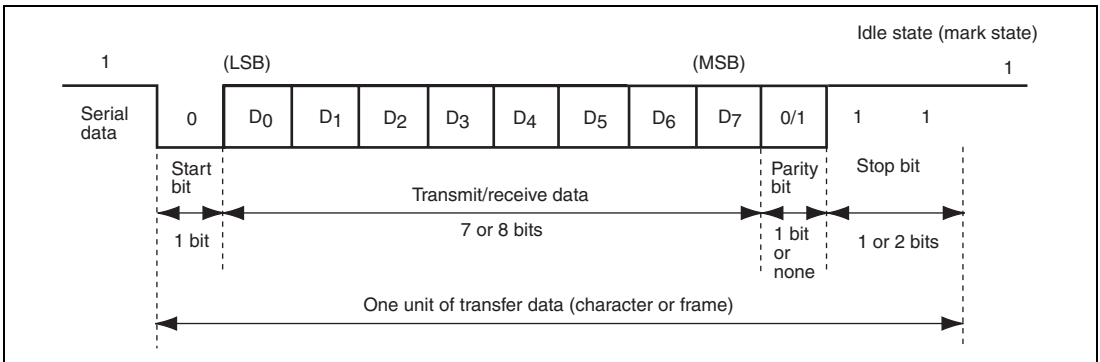 Idle state (mark state)
1 (LSB) (MSB) 1
Serial data
0 D0 D1 D2 D3 D4 D5 D6 D7 0/1 1 1
Start bit
Parity bit
Stop bit
Transmit/receive data
1 bit
7 or 8 bits
1 bit or none
1 or 2 bits
One unit of transfer data (character or frame)